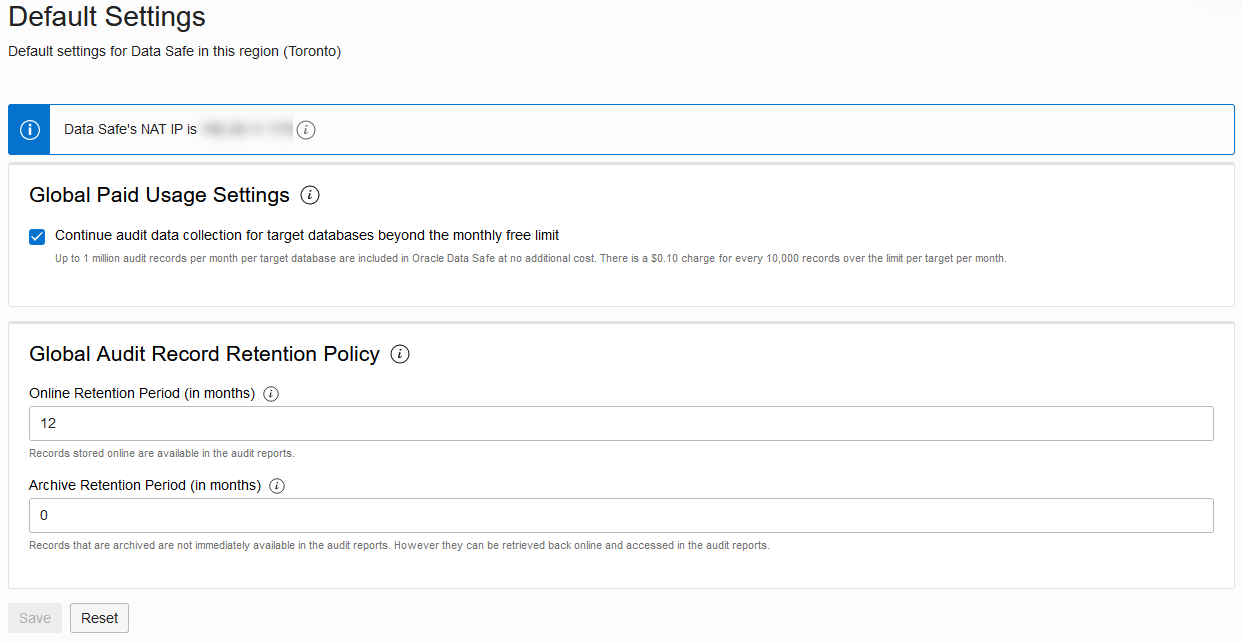 Default Settings
Default settings for Data Safe in this region (Toronto)
Data Safe's NAT IP is
Global Paid Usage Settings
Continue audit data collection for target databases beyond the monthly free limit
Up to 1 million audit records per month per target database are included in Oracle Data Safe at no additional cost. There is a $0.10 charge for every 10,000 records over the limit per target per month.
Global Audit Record Retention Policy
Online Retention Period (in months)
12
Records stored online are available in the audit reports.
Archive Retention Period (in months)
0
Records that are archived are not immediately available in the audit reports. However they can be retrieved back online and accessed in the audit reports.
Save Reset